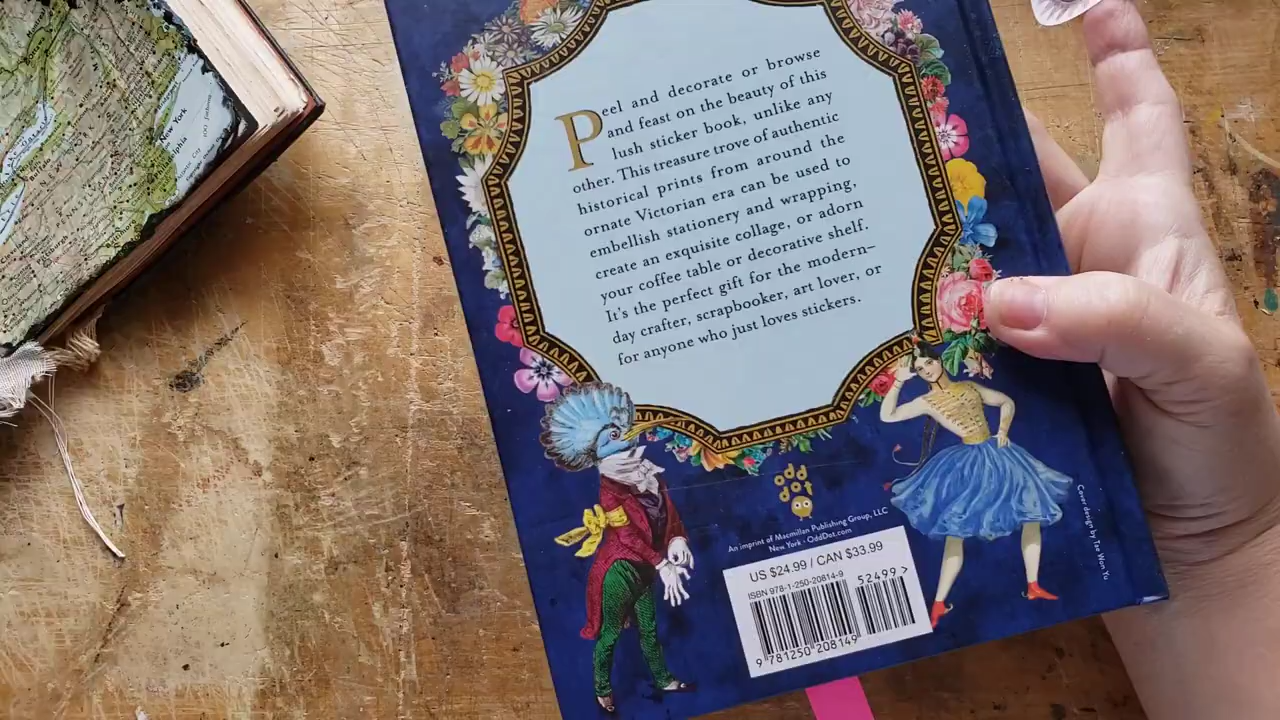 Peel and decorate or browse
and feast on the beauty of this
lush sticker book, unlike any
other. This treasure trove of authentic
historical prints from around the
ornate Victorian era can be used to
embellish stationery and wrapping,
create an exquisite collage, or adorn
your coffee table or decorative shelf.
It's the perfect gift for the modern–
day crafter, scrapbooker, art lover, or
for anyone who just loves stickers.
odd
dot
An imprint of Macmillan Publishing Group, LLC
New York • OddDot.com
US $24.99 / CAN $33.99
ISBN 978-1-250-20814-9
52499 >
9 781250 208149
Cover design by Tae Won Yu
New York